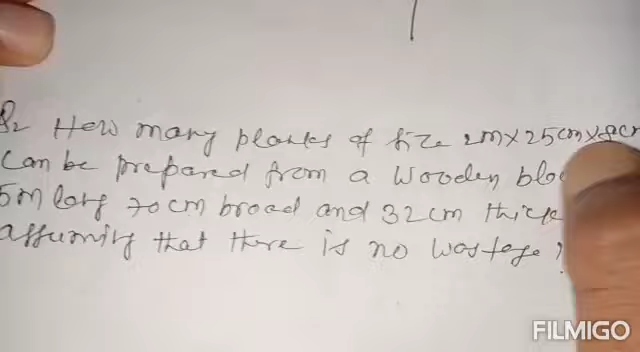 Q2 How many planks of size 2m×25cm×8cm
can be prepared from a wooden
5m long 70cm broad and 32cm thick
assuming that there is no wastage?
FILMIGO